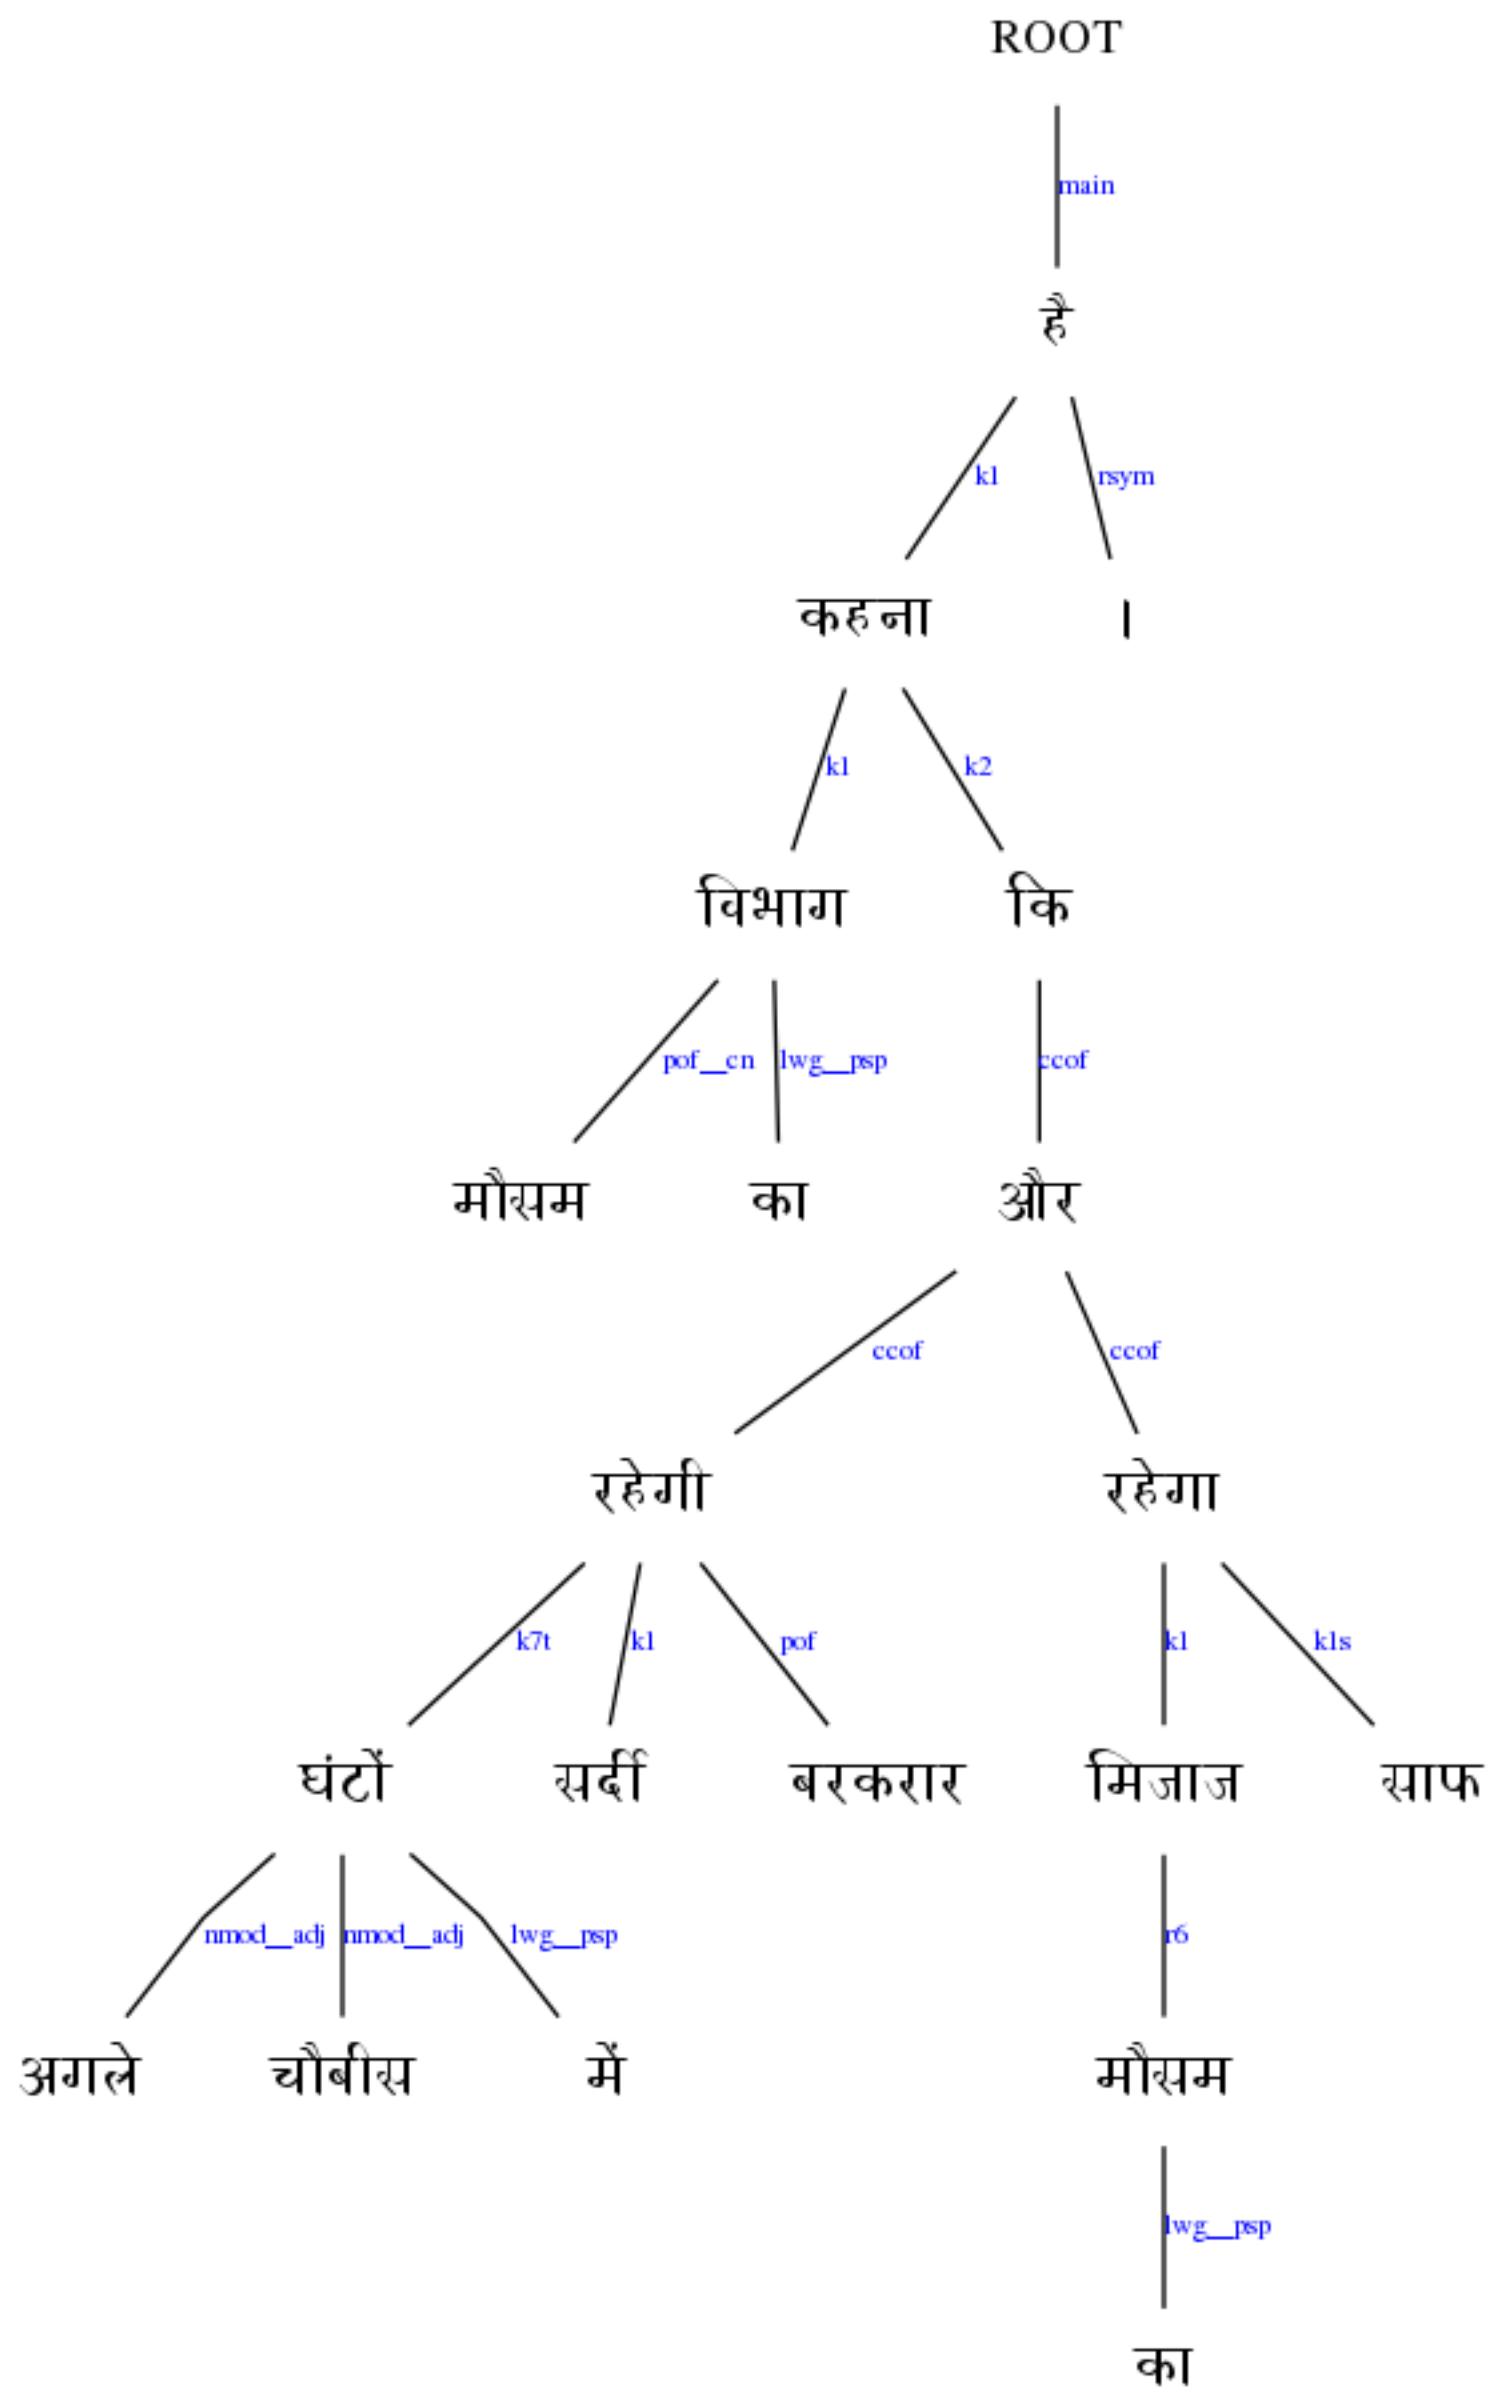 ROOT
main
है
k1 rsym
कहना ।
k1 k2
विभाग कि
pof__cn lwg__psp ccof
मौसम का और
ccof ccof
रहेगी रहेगा
k7t k1 pof k1 k1s
घंटों सर्दी बरकरार मिजाज साफ
nmod__adj nmod__adj lwg__psp r6
अगले चौबीस में मौसम
lwg__psp
का